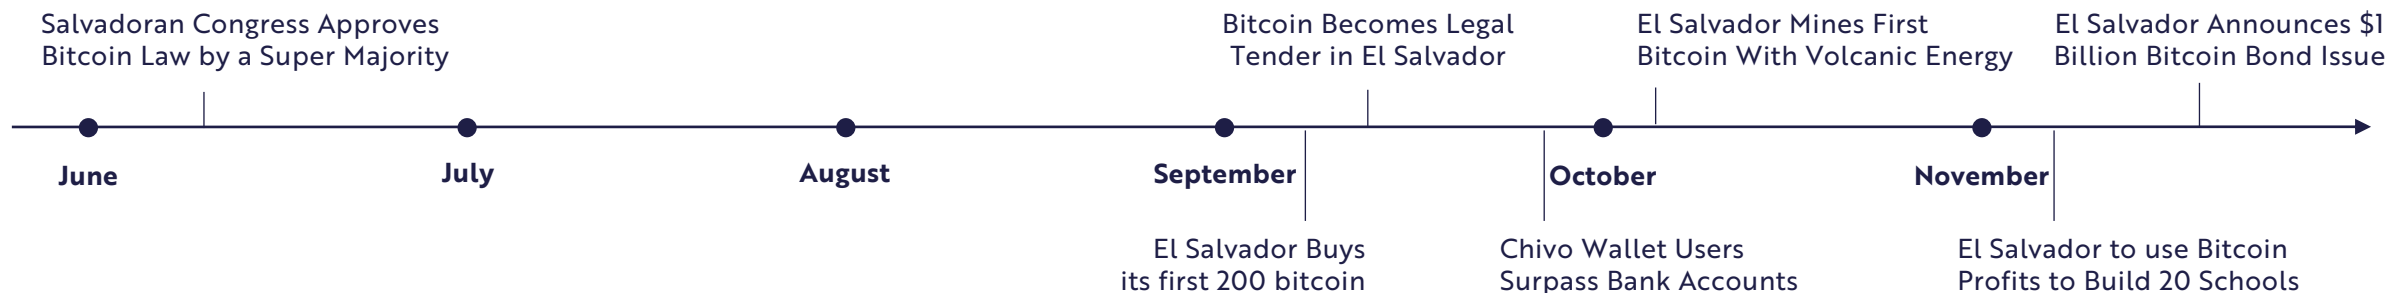 Salvadoran Congress Approves
Bitcoin Law by a Super Majority
Bitcoin Becomes Legal
Tender in El Salvador
El Salvador Mines First
Bitcoin With Volcanic Energy
El Salvador Announces $1
Billion Bitcoin Bond Issue
June
July
August
September
October
November
El Salvador Buys
its first 200 bitcoin
Chivo Wallet Users
Surpass Bank Accounts
El Salvador to use Bitcoin
Profits to Build 20 Schools